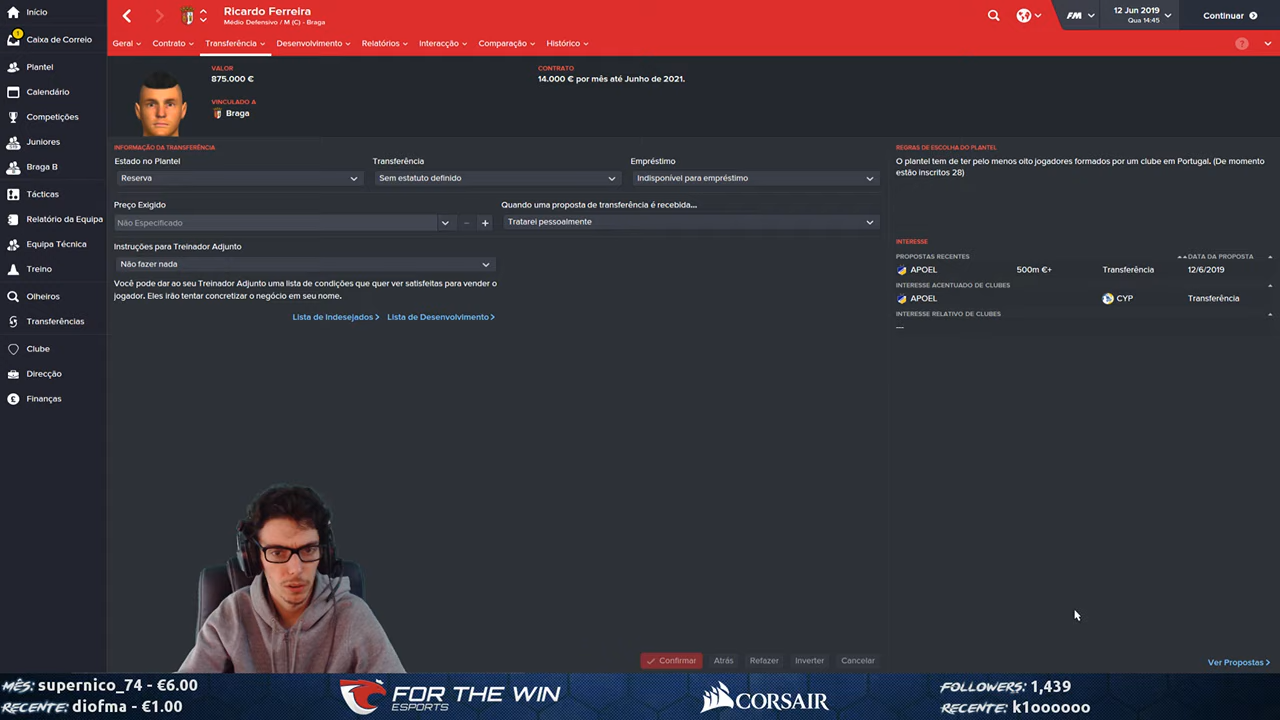 Início
Ricardo Ferreira
Médio Defensivo / M (C) - Braga
FM
12 Jun 2019
Qua 14:45
Continuar
1
Caixa de Correio
Geral
Contrato
Transferência
Desenvolvimento
Relatórios
Interacção
Comparação
Histórico
?
Plantel
Calendário
Competições
Juniores
Braga B
Tácticas
Relatório da Equipa
Equipa Técnica
Treino
Olheiros
Transferências
Clube
Direcção
Finanças
VALOR
875.000 €
VINCULADO A
Braga
CONTRATO
14.000 € por mês até Junho de 2021.
INFORMAÇÃO DA TRANSFERÊNCIA
Estado no Plantel
Transferência
Empréstimo
Reserva
Sem estatuto definido
Indisponível para empréstimo
Preço Exigido
Quando uma proposta de transferência é recebida...
Não Especificado
Tratarei pessoalmente
Instruções para Treinador Adjunto
Não fazer nada
Você pode dar ao seu Treinador Adjunto uma lista de condições que quer ver satisfeitas para vender o
jogador. Eles irão tentar concretizar o negócio em seu nome.
Lista de Indesejados >
Lista de Desenvolvimento >
REGRAS DE ESCOLHA DO PLANTEL
O plantel tem de ter pelo menos oito jogadores formados por um clube em Portugal. (De momento
estão inscritos 28)
INTERESSE
PROPOSTAS RECENTES
DATA DA PROPOSTA
APOEL 500m €+ Transferência 12/6/2019
INTERESSE ACENTUADO DE CLUBES
APOEL CYP Transferência
INTERESSE RELATIVO DE CLUBES
---
Confirmar
Atrás
Refazer
Inverter
Cancelar
Ver Propostas >
MÊS: supernico_74 - €6.00
RECENTE: diofma - €1.00
FOR THE WIN
ESPORTS
CORSAIR
FOLLOWERS: 1,439
RECENTE: k1oooooo